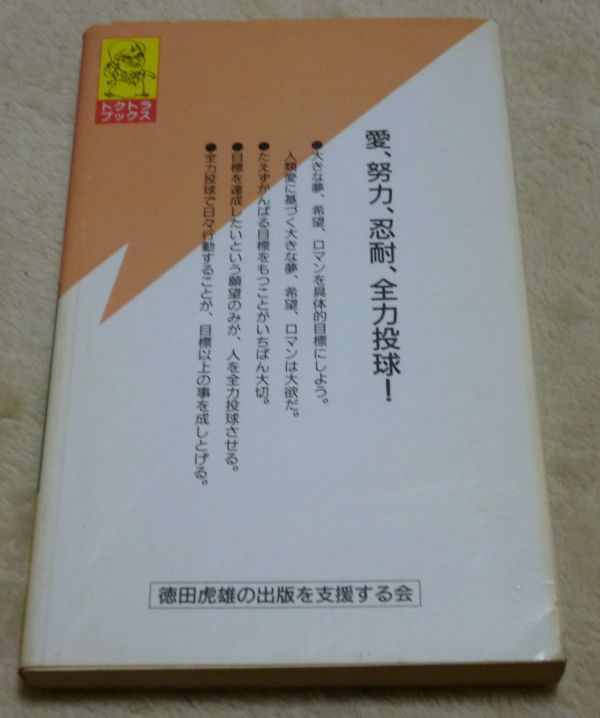 トクトラ
ブックス
愛、努力、忍耐、全力投球！
●大きな夢、希望、ロマンを具体的目標にしよう。
人類愛に基づく大きな夢、希望、ロマンは大欲だ。
●たえずがんばる目標をもつことがいちばん大切。
●目標を達成したいという願望のみが、人を全力投球させる。
●全力投球で日々行動することが、目標以上の事を成しとげる。
徳田虎雄の出版を支援する会